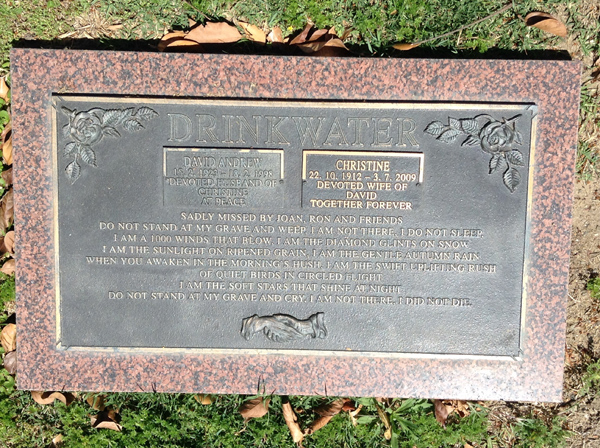 DRINKWATER
DAVID ANDREW
DEVOTED HUSBAND OF
CHRISTINE
AT PEACE
CHRISTINE
22. 10. 1912 – 3. 7. 2009
DEVOTED WIFE OF
DAVID
TOGETHER FOREVER
SADLY MISSED BY JOAN, RON AND FRIENDS
DO NOT STAND AT MY GRAVE AND WEEP, I AM NOT THERE, I DO NOT SLEEP.
I AM A 1000 WINDS THAT BLOW, I AM THE DIAMOND GLINTS ON SNOW
I AM THE SUNLIGHT ON RIPENED GRAIN, I AM THE GENTLE AUTUMN RAIN
WHEN YOU AWAKEN IN THE MORNING'S HUSH, I AM THE SWIFT UPLIFTING RUSH
OF QUIET BIRDS IN CIRCLED FLIGHT.
I AM THE SOFT STARS THAT SHINE AT NIGHT
DO NOT STAND AT MY GRAVE AND CRY, I AM NOT THERE, I DID NOT DIE.